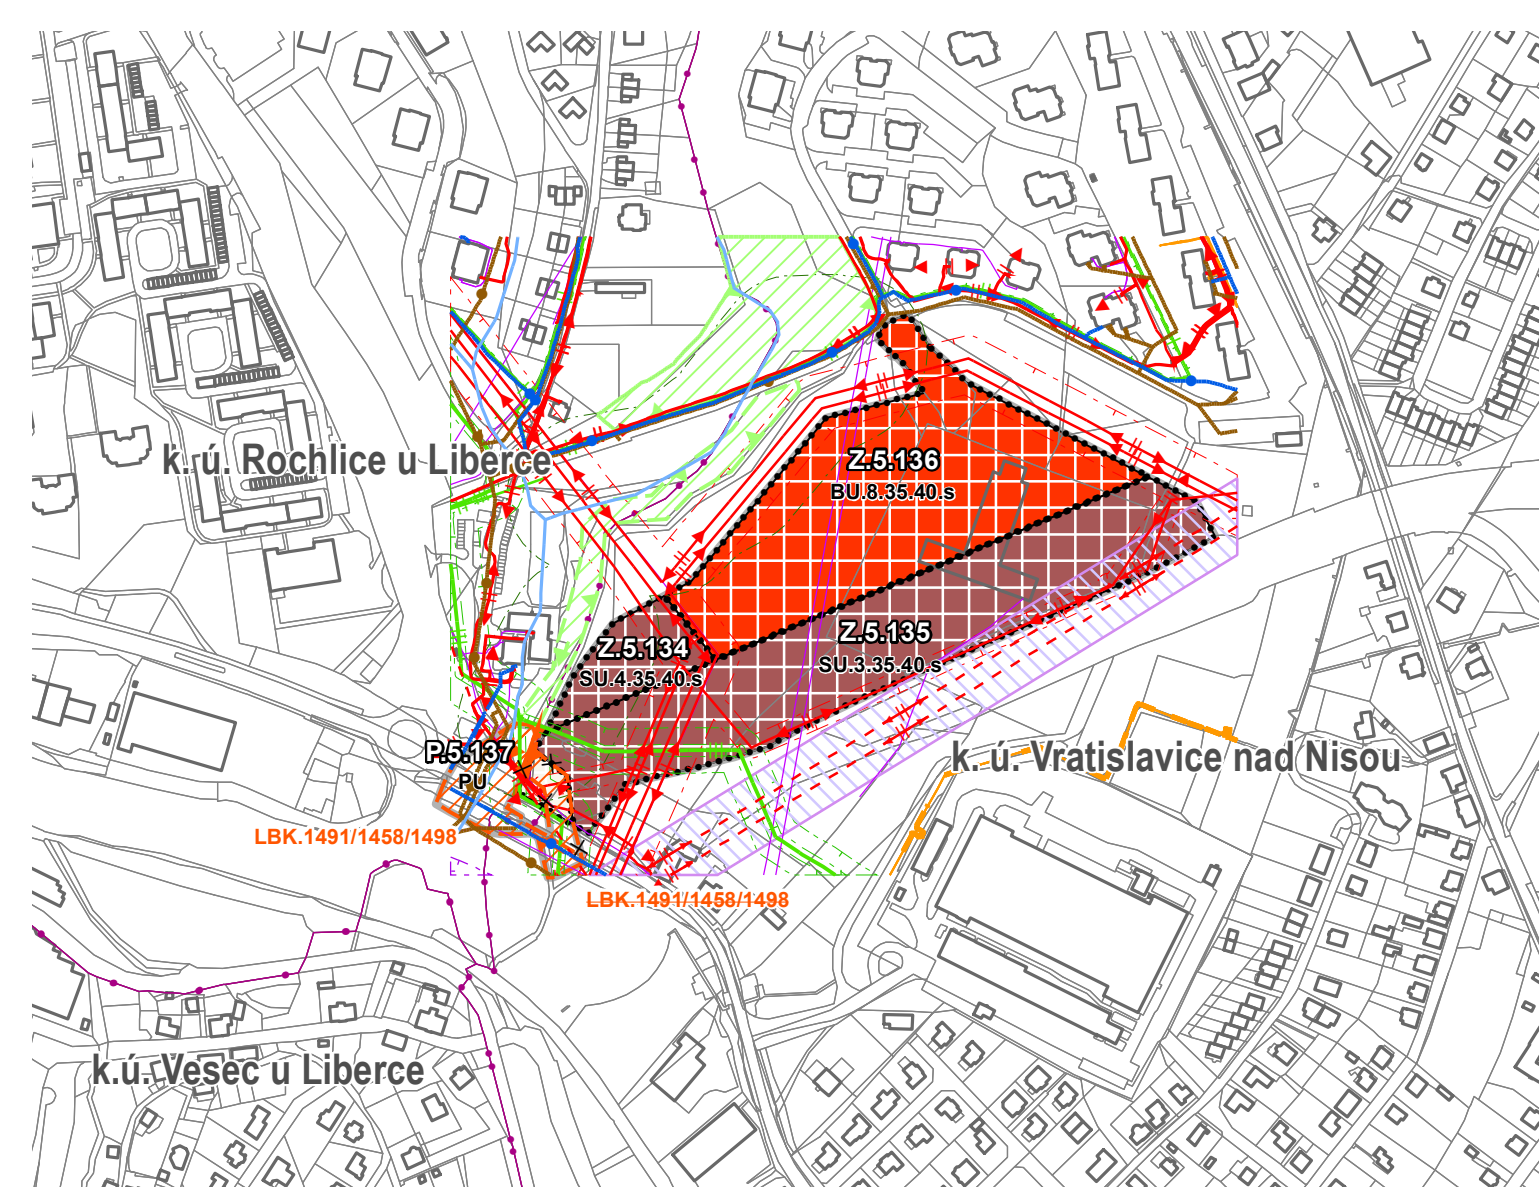 k. ú. Rochlice u Liberce
Z.5.136
BU.8.35.40.s
Z.5.134
SU.4.35.40.s
Z.5.135
SU.3.35.40.s
P.5.137
PU
k. ú. Vratislavice nad Nisou
LBK.1491/1458/1498
LBK.1491/1458/1498
k.ú. Vesec u Liberce